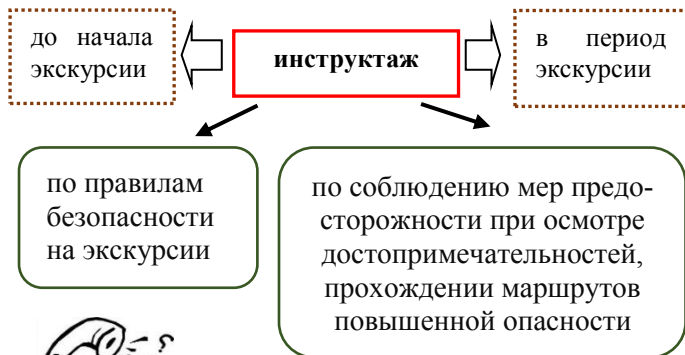 до начала
экскурсии
инструктаж
в период
экскурсии
по правилам
безопасности
на экскурсии
по соблюдению мер предо-
сторожности при осмотре
достопримечательностей,
прохождении маршрутов
повышенной опасности
?